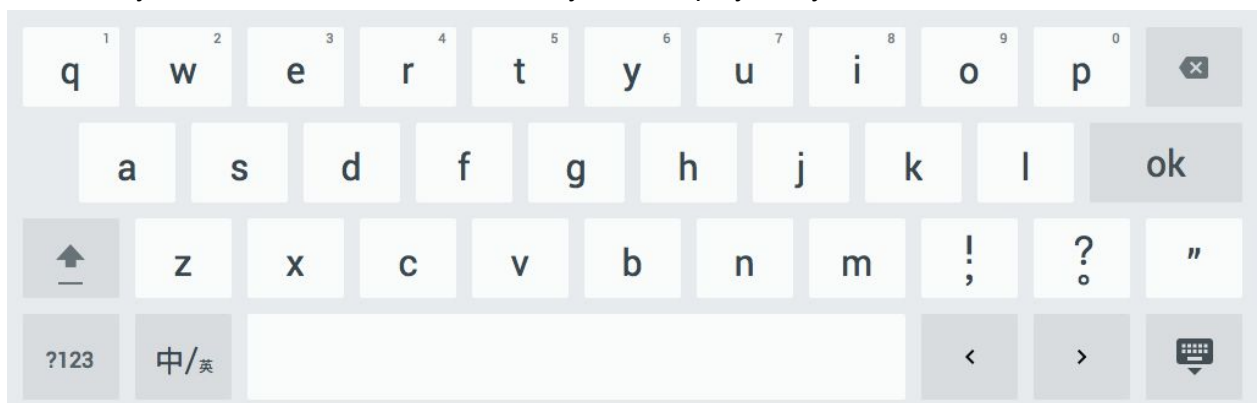 q 1 w 2 e 3 r 4 t 5 y 6 u 7 i 8 o 9 p 0
a s d f g h j k l ok
z x c v b n m ! , ? 。 "
?123 中/英 < >